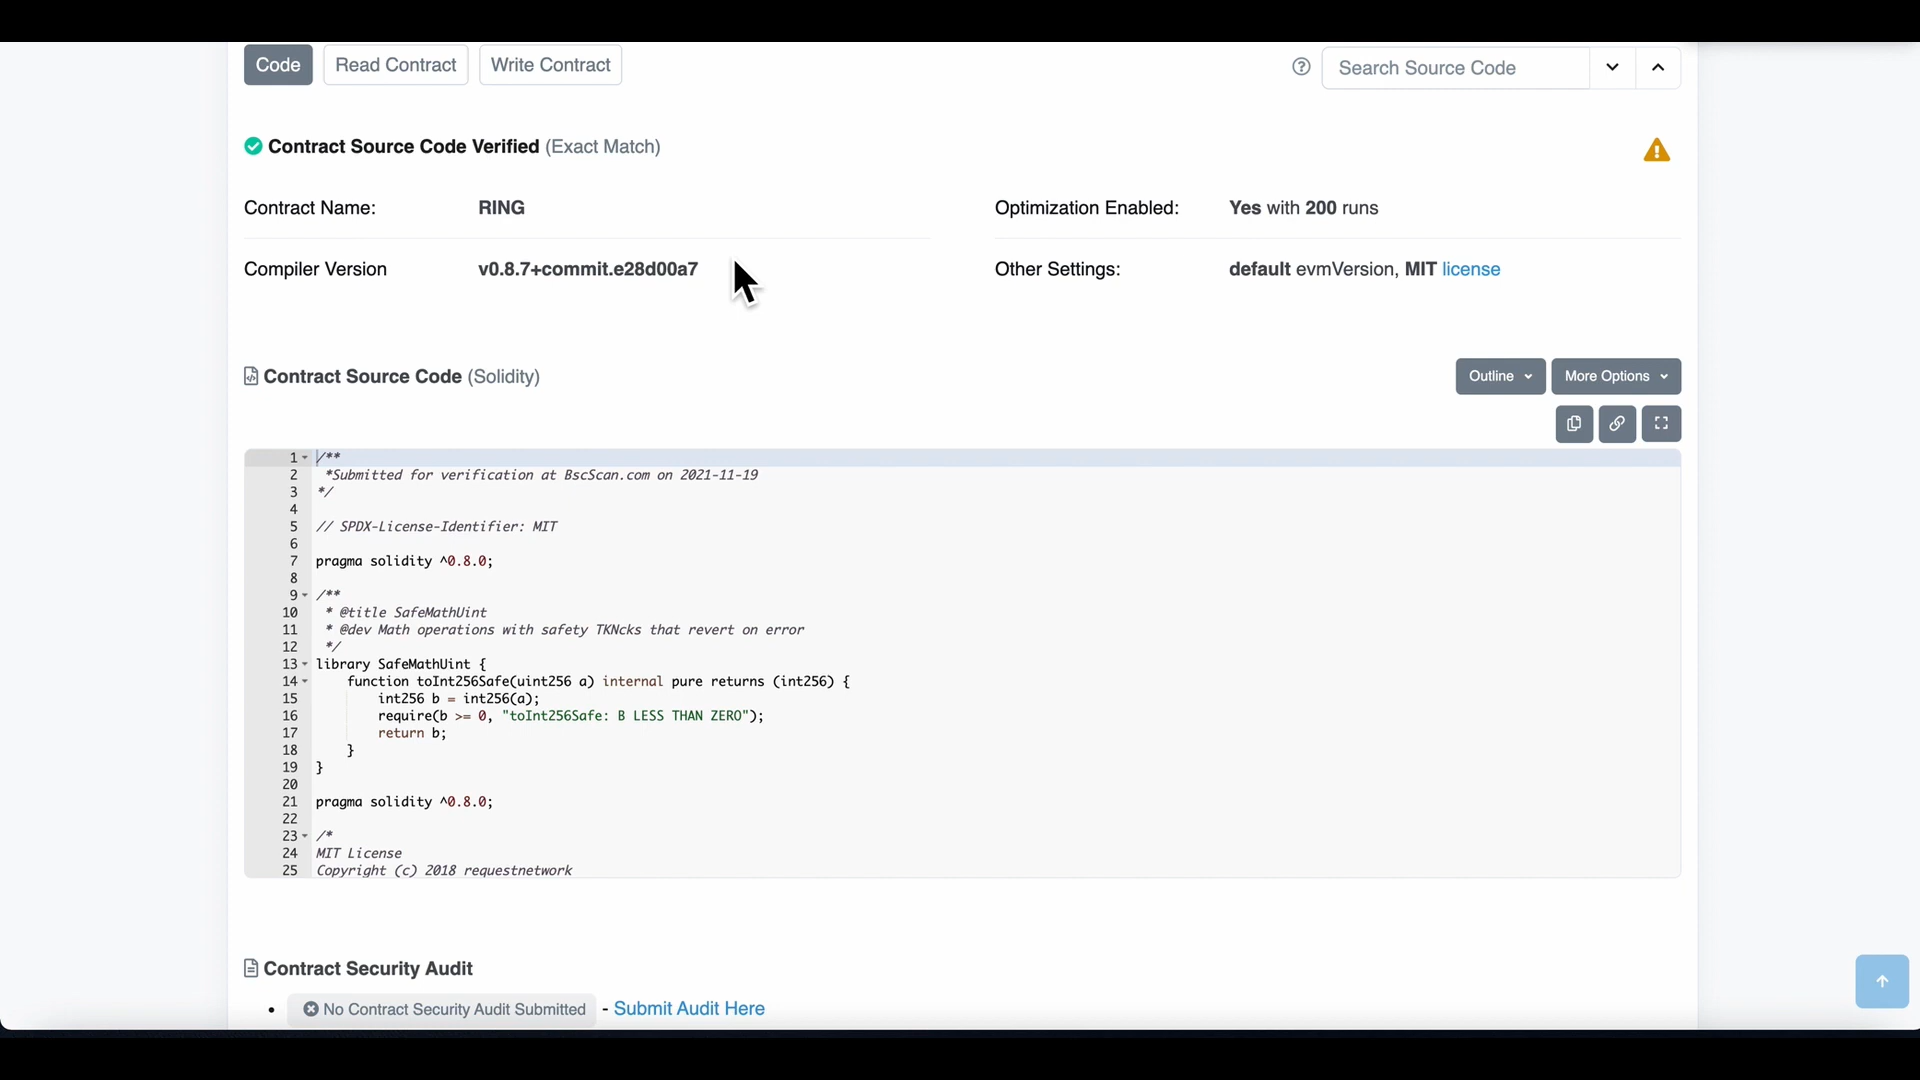 Code Read Contract Write Contract Search Source Code
Contract Source Code Verified (Exact Match)
Contract Name: RING Optimization Enabled: Yes with 200 runs
Compiler Version v0.8.7+commit.e28d00a7 Other Settings: default evmVersion, MIT license
Contract Source Code (Solidity) Outline More Options
1 /**
2 *Submitted for verification at BscScan.com on 2021-11-19
3 */
4
5 // SPDX-License-Identifier: MIT
6
7 pragma solidity ^0.8.0;
8
9 /**
10 * @title SafeMathUint
11 * @dev Math operations with safety TKNcks that revert on error
12 */
13 library SafeMathUint {
14 function toInt256Safe(uint256 a) internal pure returns (int256) {
15 int256 b = int256(a);
16 require(b >= 0, "toInt256Safe: B LESS THAN ZERO");
17 return b;
18 }
19 }
20
21 pragma solidity ^0.8.0;
22
23 /*
24 MIT License
25 Copyright (c) 2018 requestnetwork
Contract Security Audit
No Contract Security Audit Submitted - Submit Audit Here